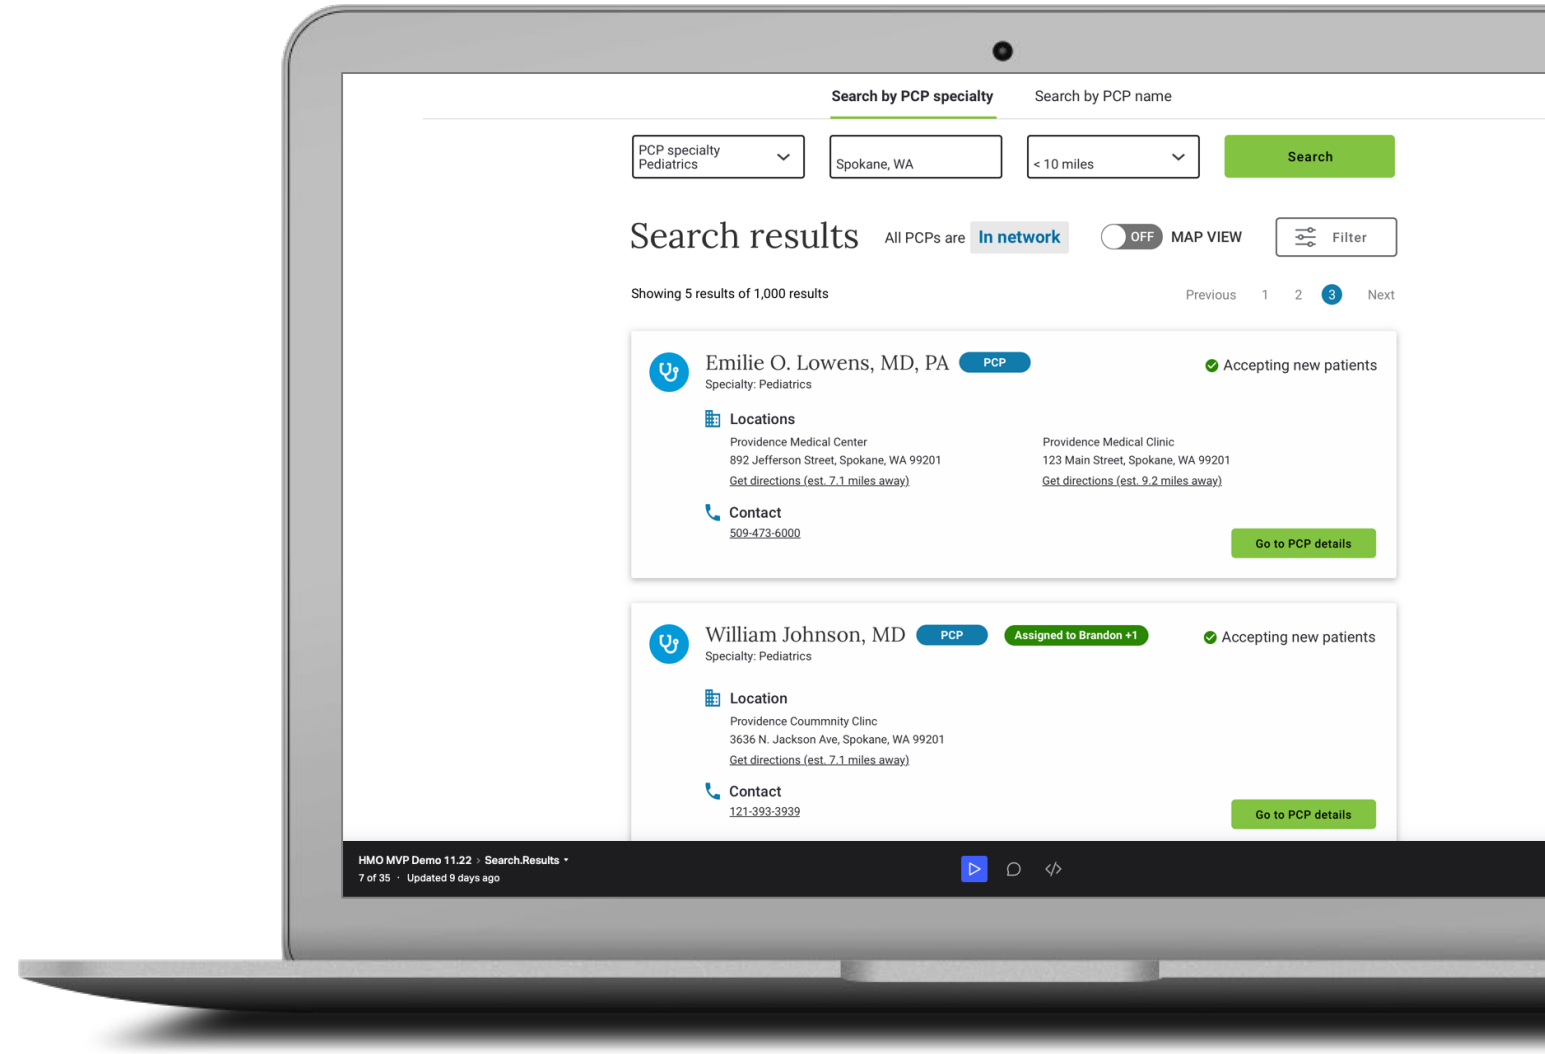 Search by PCP specialty
Search by PCP name
PCP specialty
Pediatrics
Spokane, WA
< 10 miles
Search
Search results
All PCPs are In network
OFF MAP VIEW
Filter
Showing 5 results of 1,000 results
Previous 1 2 3 Next
Emilie O. Lowens, MD, PA PCP
Accepting new patients
Specialty: Pediatrics
Locations
Providence Medical Center
892 Jefferson Street, Spokane, WA 99201
Get directions (est. 7.1 miles away)
Providence Medical Clinic
123 Main Street, Spokane, WA 99201
Get directions (est. 9.2 miles away)
Contact
509-473-6000
Go to PCP details
William Johnson, MD PCP Assigned to Brandon +1
Accepting new patients
Specialty: Pediatrics
Location
Providence Coummnity Clinc
3636 N. Jackson Ave, Spokane, WA 99201
Get directions (est. 7.1 miles away)
Contact
121-393-3939
Go to PCP details
HMO MVP Demo 11.22 › Search.Results
7 of 35 · Updated 9 days ago